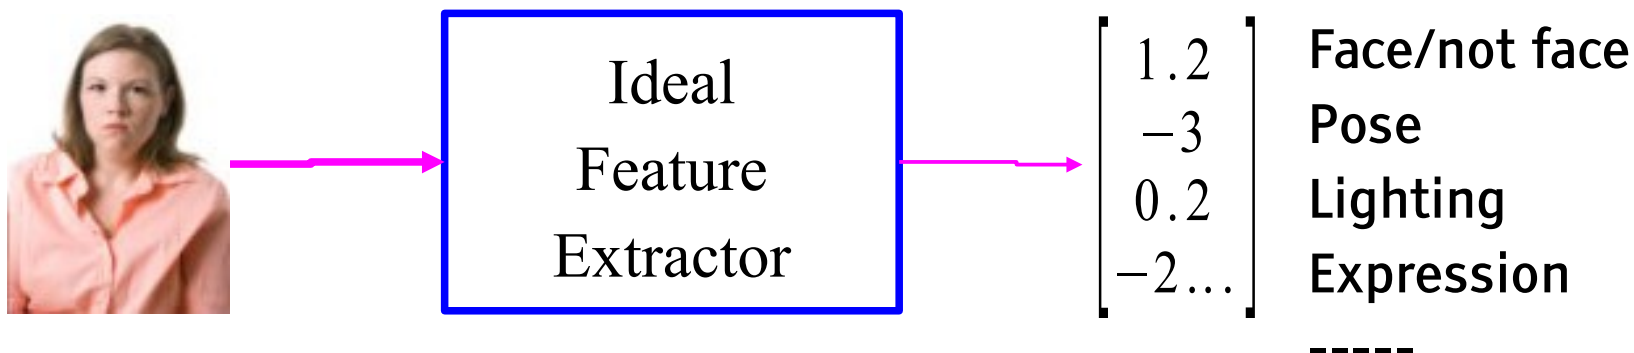 Ideal
Feature
Extractor
1.2
−3
0.2
−2...
Face/not face
Pose
Lighting
Expression
-----